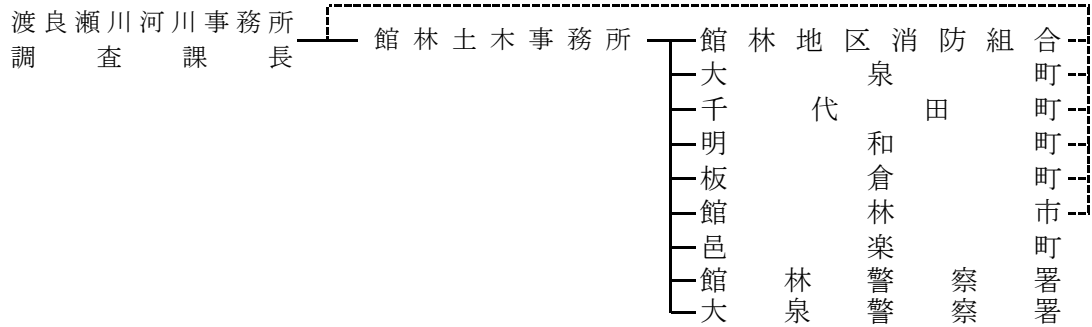 渡良瀬川河川事務所
調査課長
館林土木事務所
館林地区消防組合
大泉町
千代田町
明和町
板倉町
館林市
邑楽町
館林警察署
大泉警察署